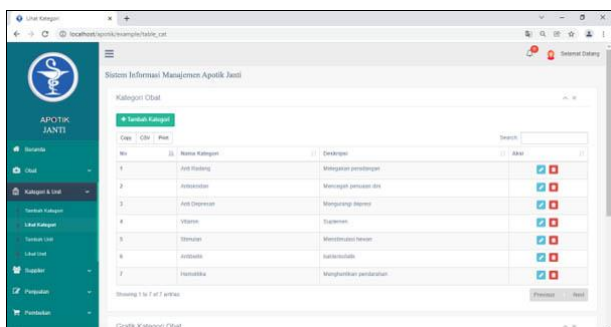 Lihat Kategori
localhost/apotik/example/table_cat
Selamat Datang
Sistem Informasi Manajemen Apotik Janti
APOTIK
JANTI
Beranda
Obat
Kategori & Unit
Tambah Kategori
Lihat Kategori
Tambah Unit
Lihat Unit
Supplier
Penjualan
Pembelian
Kategori Obat
+ Tambah Kategori
Copy CSV Print
Search:
No Nama Kategori Deskripsi Aksi
1 Anti Radang Melegakan peradangan
2 Antioksidan Mencegah penuaan dini
3 Anti Depresan Mengurangi depresi
4 Vitamin Suplemen
5 Stimulan Menstimulasi hewan
6 Antibiotik
7 Hemostika Menghentikan pendarahan
Showing 1 to 7 of 7 entries
Previous Next
Grafik Kategori Obat